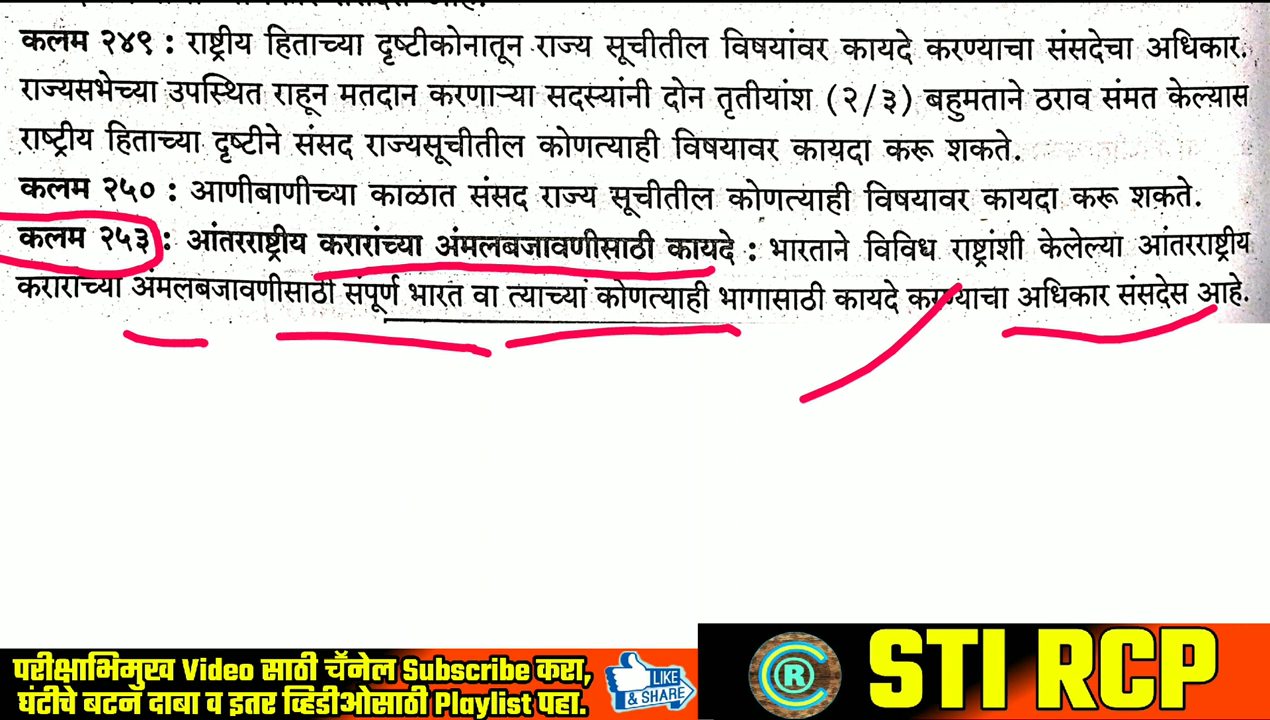 कलम २४९ : राष्ट्रीय हिताच्या दृष्टीकोनातून राज्य सूचीतील विषयांवर कायदे करण्याचा संसदेचा अधिकार.
राज्यसभेच्या उपस्थित राहून मतदान करणाऱ्या सदस्यांनी दोन तृतीयांश (२/३) बहुमताने ठराव संमत केल्यास
राष्ट्रीय हिताच्या दृष्टीने संसद राज्यसूचीतील कोणत्याही विषयावर कायदा करू शकते.
कलम २५० : आणीबाणीच्या काळात संसद राज्य सूचीतील कोणत्याही विषयावर कायदा करू शकते.
कलम २५३ : आंतरराष्ट्रीय करारांच्या अंमलबजावणीसाठी कायदे : भारताने विविध राष्ट्रांशी केलेल्या आंतरराष्ट्रीय
करारांच्या अंमलबजावणीसाठी संपूर्ण भारत वा त्याच्यां कोणत्याही भागासाठी कायदे करण्याचा अधिकार संसदेस आहे.
परीक्षाभिमुख Video साठी चॅनेल Subscribe करा,
घंटीचे बटन दाबा व इतर व्हिडीओसाठी Playlist पहा.
LIKE
& SHARE
R
STI RCP